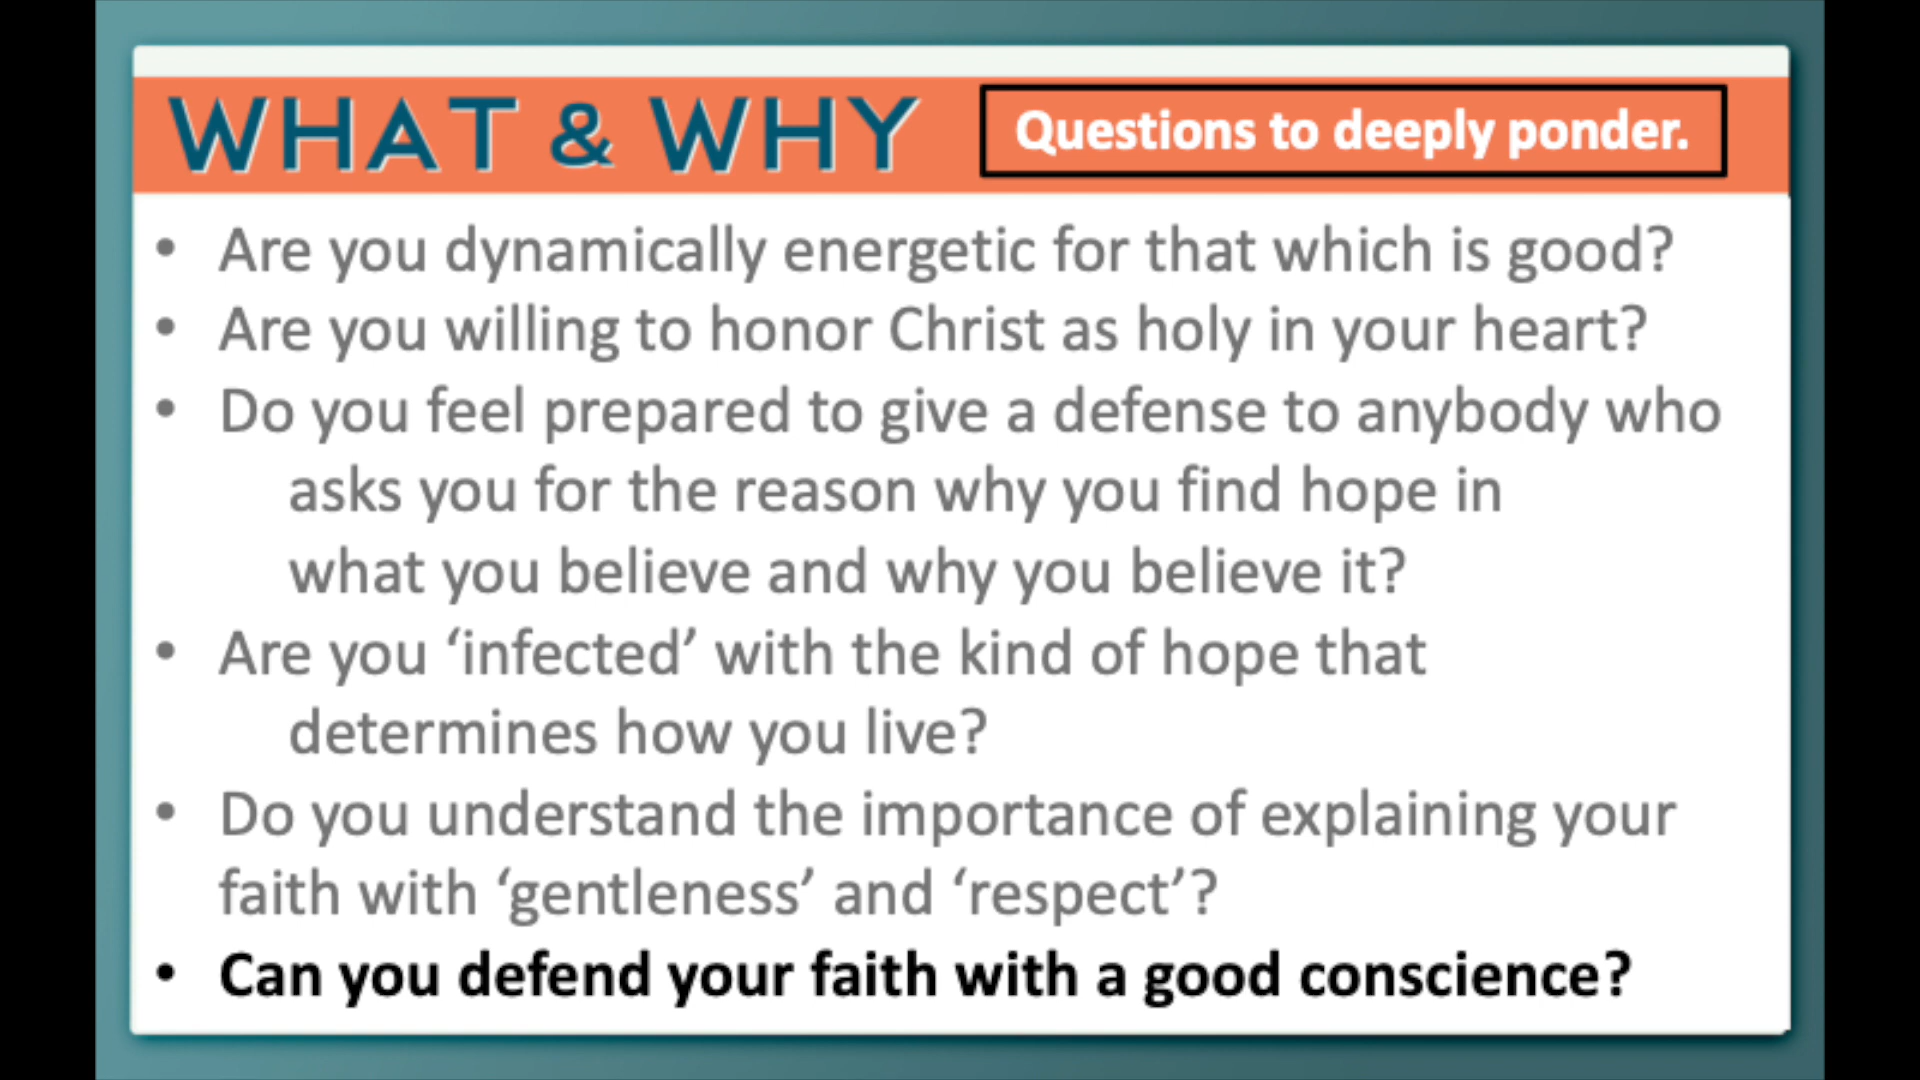 WHAT & WHY
Questions to deeply ponder.
• Are you dynamically energetic for that which is good?
• Are you willing to honor Christ as holy in your heart?
• Do you feel prepared to give a defense to anybody who
asks you for the reason why you find hope in
what you believe and why you believe it?
• Are you ‘infected’ with the kind of hope that
determines how you live?
• Do you understand the importance of explaining your
faith with ‘gentleness’ and ‘respect’?
• Can you defend your faith with a good conscience?